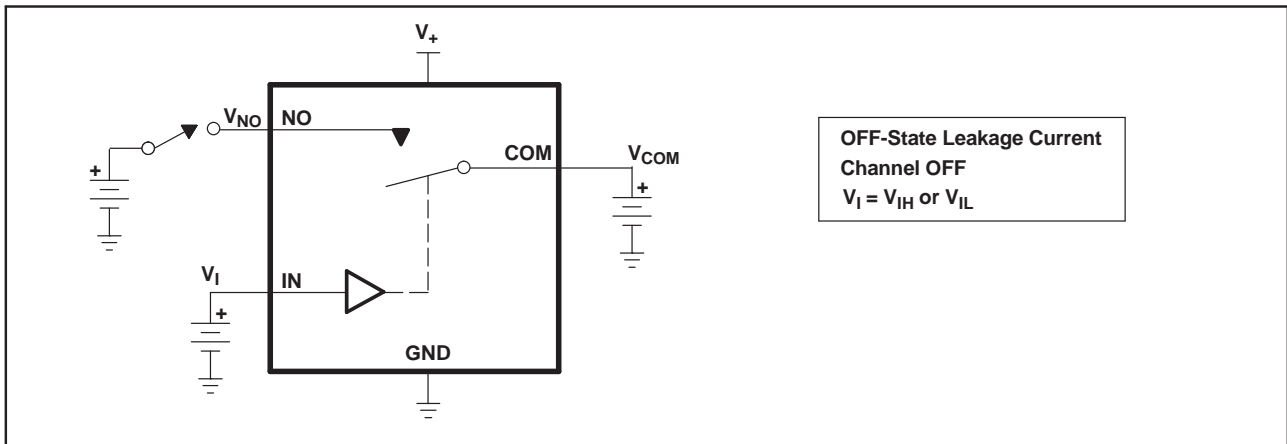 V+
VNO
NO
+
COM
VCOM
+
VI
IN
+
GND
OFF-State Leakage Current
Channel OFF
VI = VIH or VIL